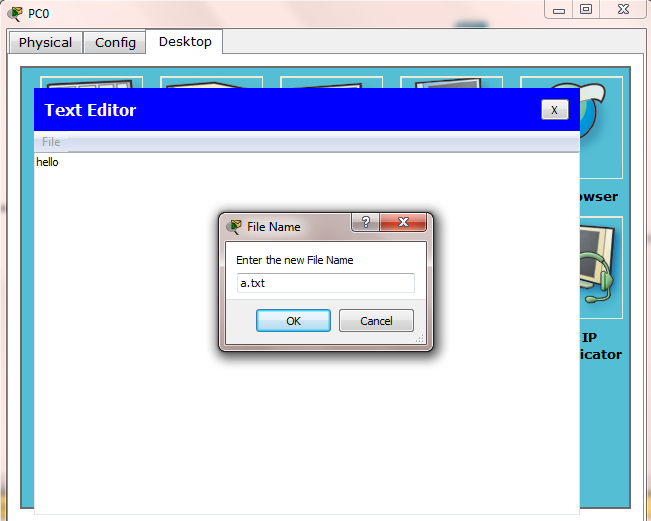 PC0
Physical Config Desktop
Text Editor X
File
hello
File Name
?
Enter the new File Name
a.txt
OK Cancel
owser
IP
icator